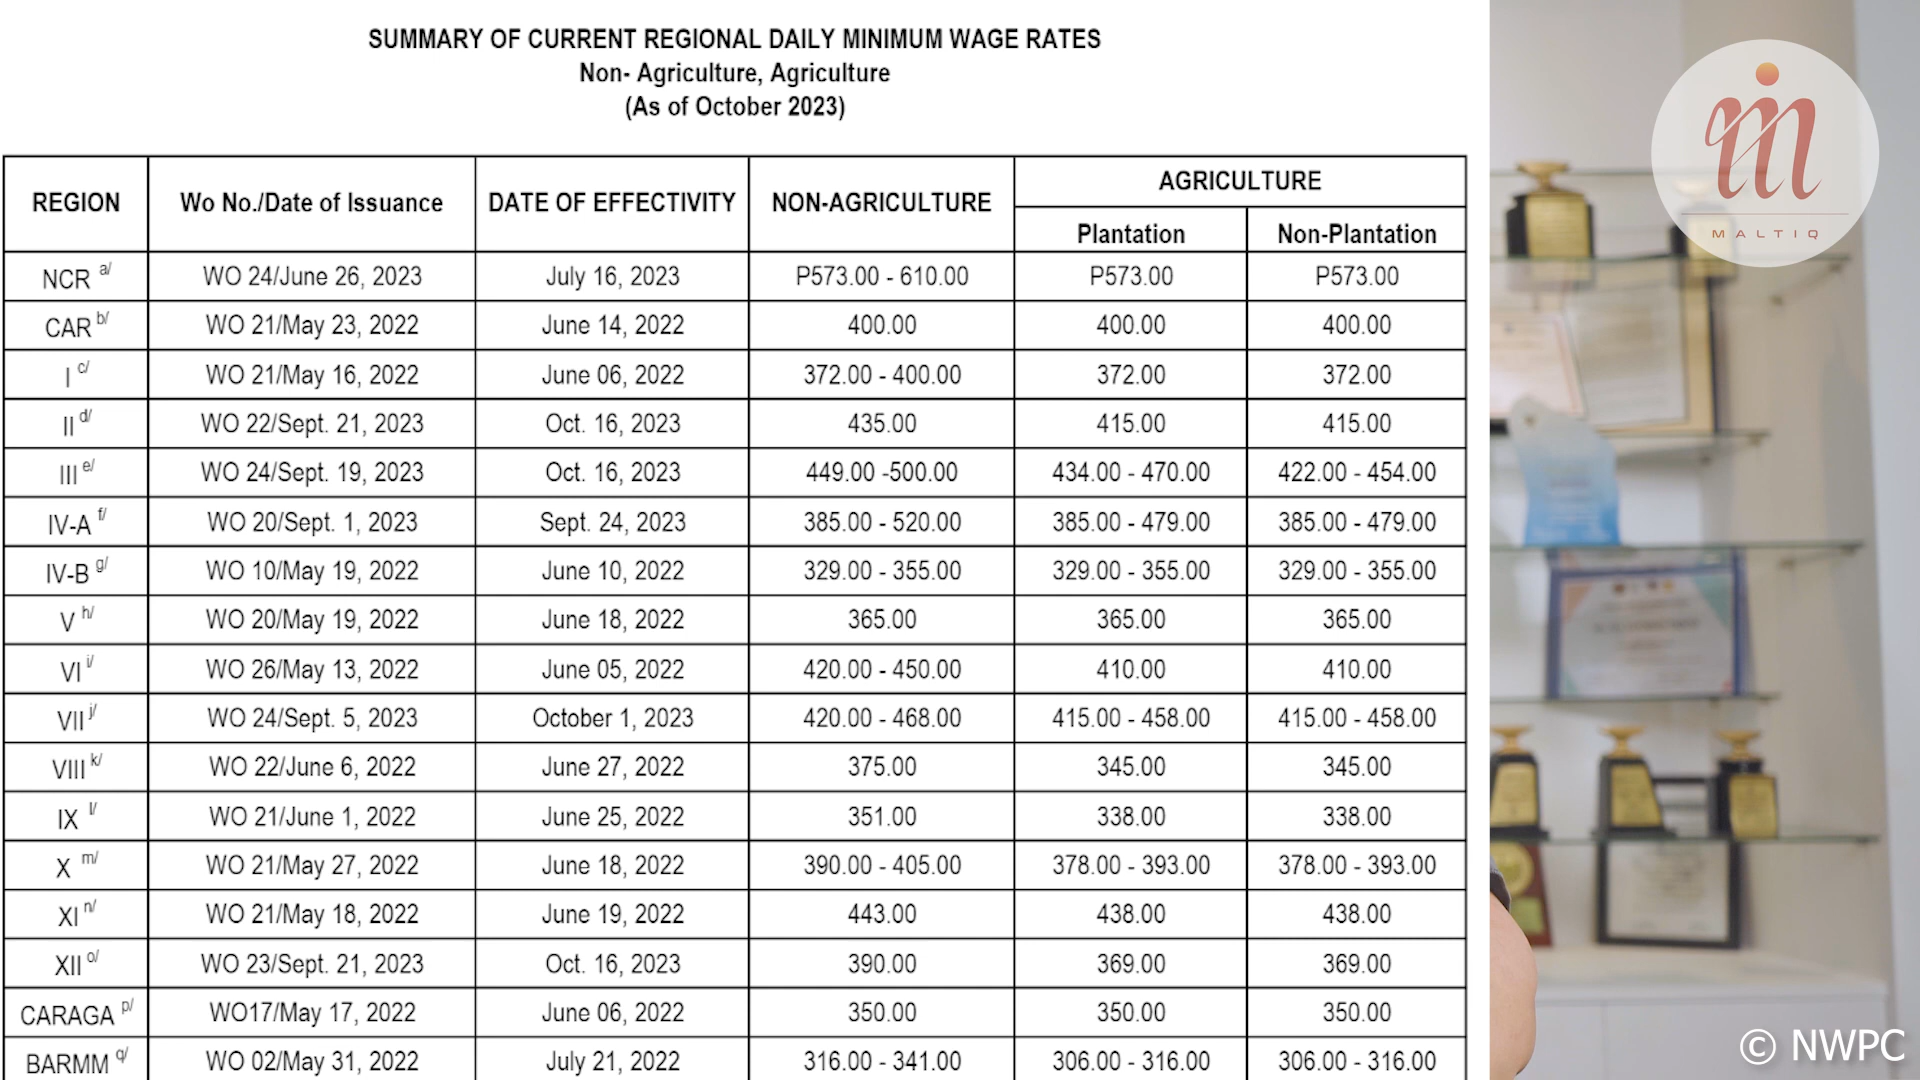 SUMMARY OF CURRENT REGIONAL DAILY MINIMUM WAGE RATES
Non- Agriculture, Agriculture
(As of October 2023)
REGION Wo No./Date of Issuance DATE OF EFFECTIVITY NON-AGRICULTURE AGRICULTURE
Plantation Non-Plantation
NCR a/ WO 24/June 26, 2023 July 16, 2023 P573.00 - 610.00 P573.00 P573.00
CAR b/ WO 21/May 23, 2022 June 14, 2022 400.00 400.00 400.00
I c/ WO 21/May 16, 2022 June 06, 2022 372.00 - 400.00 372.00 372.00
II d/ WO 22/Sept. 21, 2023 Oct. 16, 2023 435.00 415.00 415.00
III e/ WO 24/Sept. 19, 2023 Oct. 16, 2023 449.00 -500.00 434.00 - 470.00 422.00 - 454.00
IV-A f/ WO 20/Sept. 1, 2023 Sept. 24, 2023 385.00 - 520.00 385.00 - 479.00 385.00 - 479.00
IV-B g/ WO 10/May 19, 2022 June 10, 2022 329.00 - 355.00 329.00 - 355.00 329.00 - 355.00
V h/ WO 20/May 19, 2022 June 18, 2022 365.00 365.00 365.00
VI i/ WO 26/May 13, 2022 June 05, 2022 420.00 - 450.00 410.00 410.00
VII j/ WO 24/Sept. 5, 2023 October 1, 2023 420.00 - 468.00 415.00 - 458.00 415.00 - 458.00
VIII k/ WO 22/June 6, 2022 June 27, 2022 375.00 345.00 345.00
IX l/ WO 21/June 1, 2022 June 25, 2022 351.00 338.00 338.00
X m/ WO 21/May 27, 2022 June 18, 2022 390.00 - 405.00 378.00 - 393.00 378.00 - 393.00
XI n/ WO 21/May 18, 2022 June 19, 2022 443.00 438.00 438.00
XII o/ WO 23/Sept. 21, 2023 Oct. 16, 2023 390.00 369.00 369.00
CARAGA p/ WO17/May 17, 2022 June 06, 2022 350.00 350.00 350.00
BARMM q/ WO 02/May 31, 2022 July 21, 2022 316.00 - 341.00 306.00 - 316.00 306.00 - 316.00
MALTIQ
© NWPC